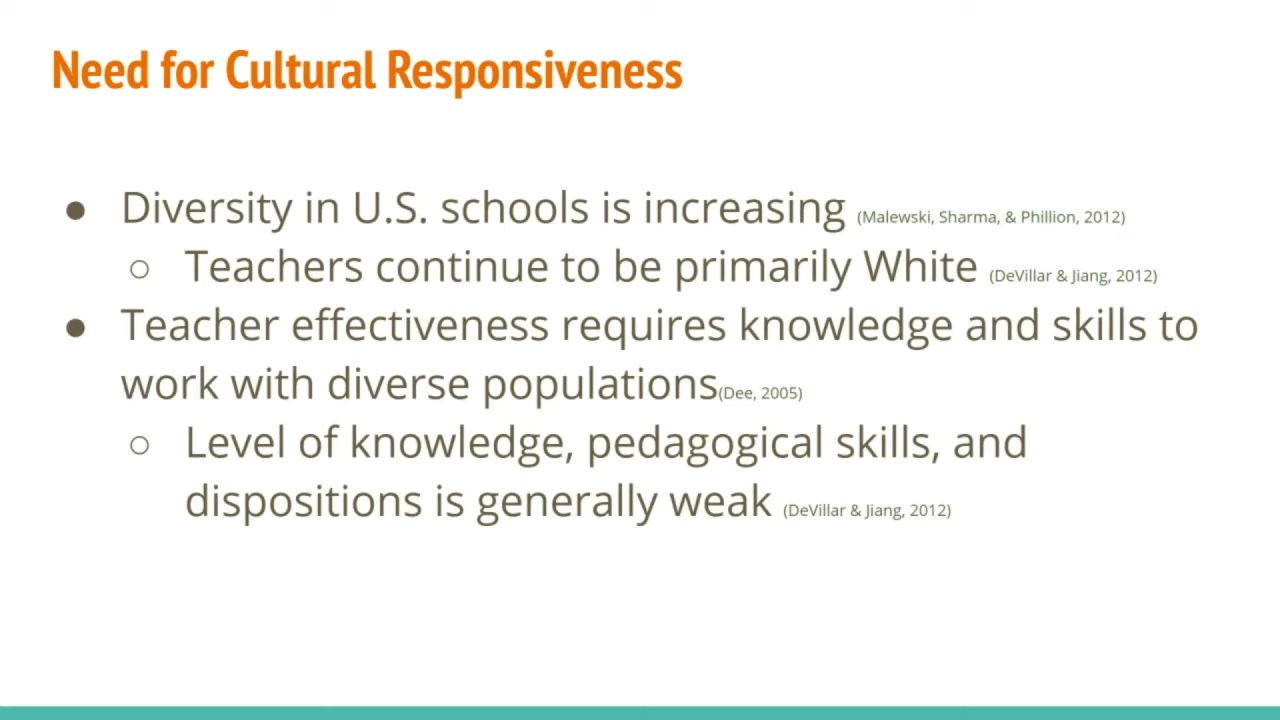 Need for Cultural Responsiveness
● Diversity in U.S. schools is increasing (Malewski, Sharma, & Phillion, 2012)
○ Teachers continue to be primarily White (DeVillar & Jiang, 2012)
● Teacher effectiveness requires knowledge and skills to
work with diverse populations(Dee, 2005)
○ Level of knowledge, pedagogical skills, and
dispositions is generally weak (DeVillar & Jiang, 2012)